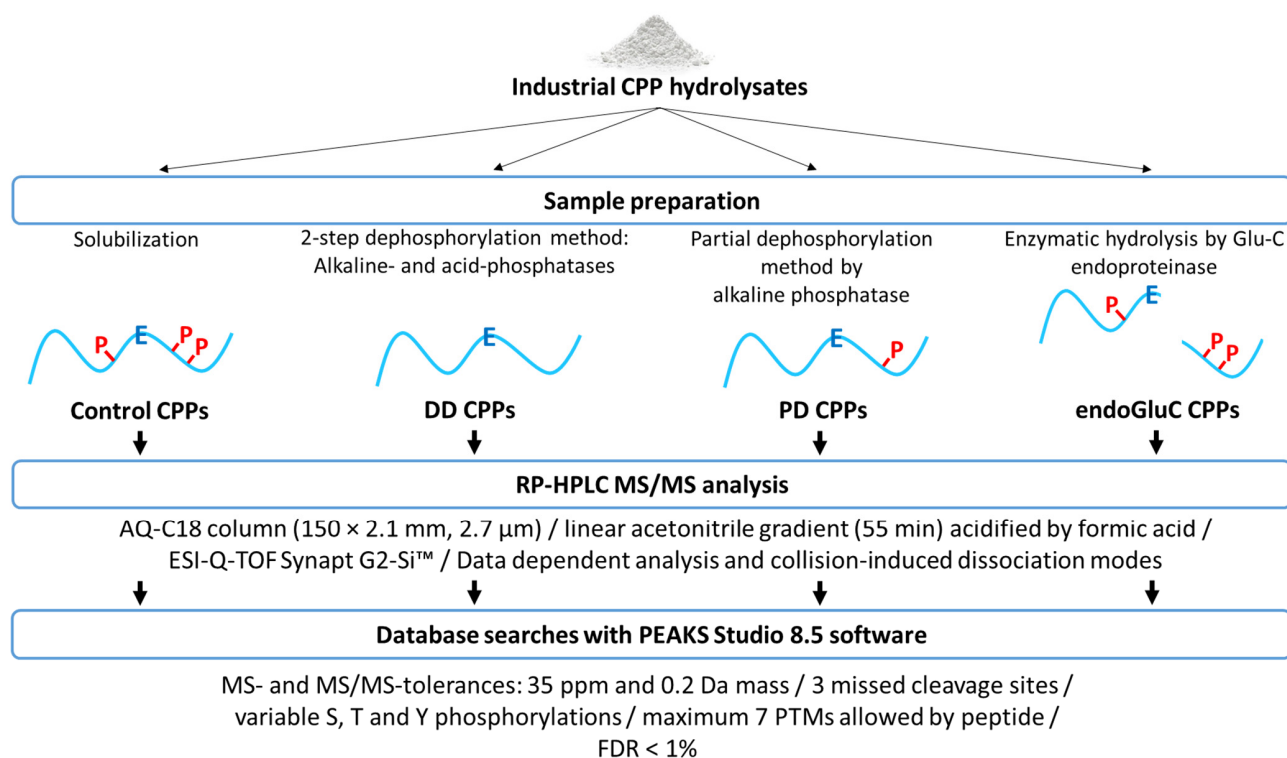 Industrial CPP hydrolysates
Sample preparation
Solubilization
2-step dephosphorylation method:
Alkaline- and acid-phosphatases
Partial dephosphorylation
method by
alkaline phosphatase
Enzymatic hydrolysis by Glu-C
endoproteinase
P E P P
E
E P
P E P P
Control CPPs
DD CPPs
PD CPPs
endoGluC CPPs
RP-HPLC MS/MS analysis
AQ-C18 column (150 × 2.1 mm, 2.7 µm) / linear acetonitrile gradient (55 min) acidified by formic acid /
ESI-Q-TOF Synapt G2-Si™ / Data dependent analysis and collision-induced dissociation modes
Database searches with PEAKS Studio 8.5 software
MS- and MS/MS-tolerances: 35 ppm and 0.2 Da mass / 3 missed cleavage sites /
variable S, T and Y phosphorylations / maximum 7 PTMs allowed by peptide /
FDR < 1%